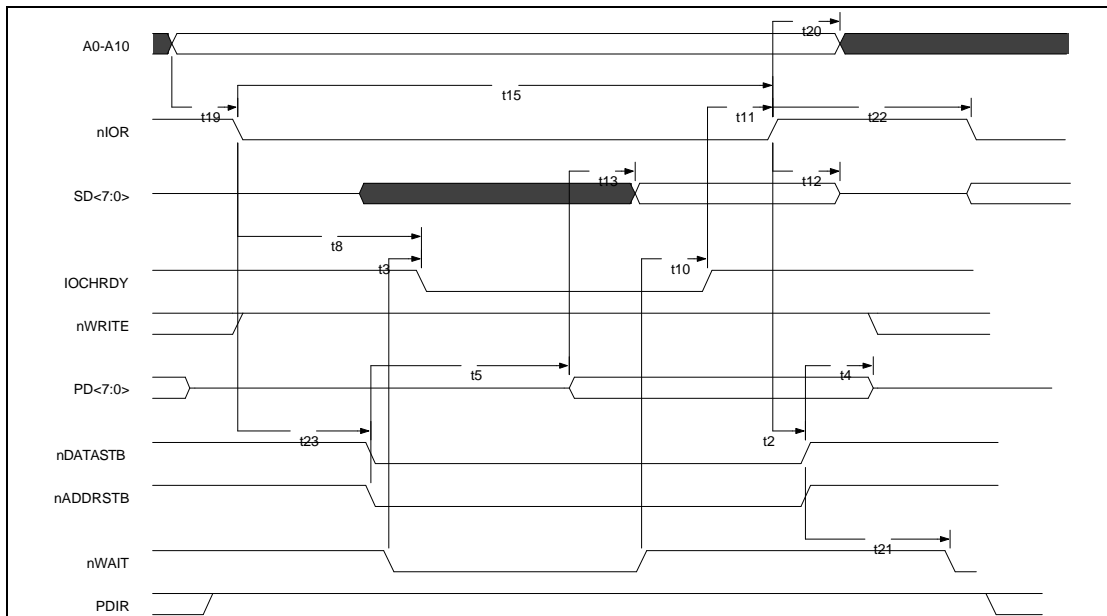 A0-A10
t20
t15
t19
t11
t22
nIOR
t13
t12
SD<7:0>
t8
t3
t10
IOCHRDY
nWRITE
t5
t4
PD<7:0>
t23
t2
nDATASTB
nADDRSTB
t21
nWAIT
PDIR